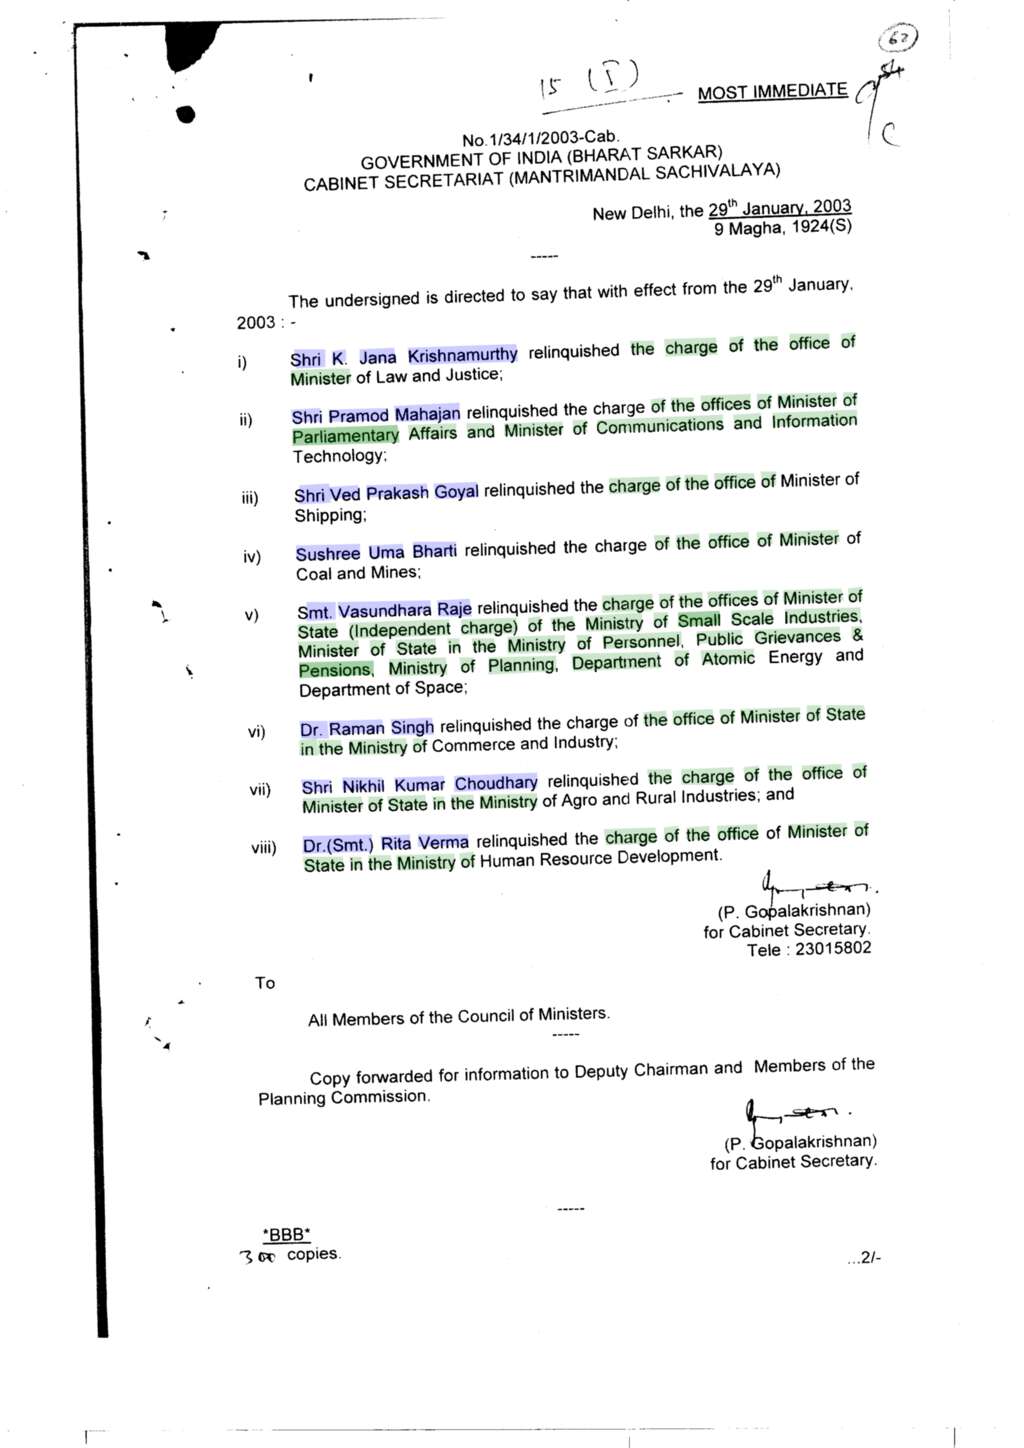 62
15 (I)
MOST IMMEDIATE
No.1/34/1/2003-Cab.
GOVERNMENT OF INDIA (BHARAT SARKAR)
CABINET SECRETARIAT (MANTRIMANDAL SACHIVALAYA)
New Delhi, the 29th January, 2003
9 Magha, 1924(S)
-----
The undersigned is directed to say that with effect from the 29th January,
2003 : -
i) Shri K. Jana Krishnamurthy relinquished the charge of the office of
Minister of Law and Justice;
ii) Shri Pramod Mahajan relinquished the charge of the offices of Minister of
Parliamentary Affairs and Minister of Communications and Information
Technology;
iii) Shri Ved Prakash Goyal relinquished the charge of the office of Minister of
Shipping;
iv) Sushree Uma Bharti relinquished the charge of the office of Minister of
Coal and Mines;
v) Smt. Vasundhara Raje relinquished the charge of the offices of Minister of
State (Independent charge) of the Ministry of Small Scale Industries,
Minister of State in the Ministry of Personnel, Public Grievances &
Pensions, Ministry of Planning, Department of Atomic Energy and
Department of Space;
vi) Dr. Raman Singh relinquished the charge of the office of Minister of State
in the Ministry of Commerce and Industry;
vii) Shri Nikhil Kumar Choudhary relinquished the charge of the office of
Minister of State in the Ministry of Agro and Rural Industries; and
viii) Dr.(Smt.) Rita Verma relinquished the charge of the office of Minister of
State in the Ministry of Human Resource Development.
(P. Gopalakrishnan)
for Cabinet Secretary.
Tele : 23015802
To
All Members of the Council of Ministers.
-----
Copy forwarded for information to Deputy Chairman and Members of the
Planning Commission.
(P. Gopalakrishnan)
for Cabinet Secretary.
-----
*BBB*
300 copies.
...2/-